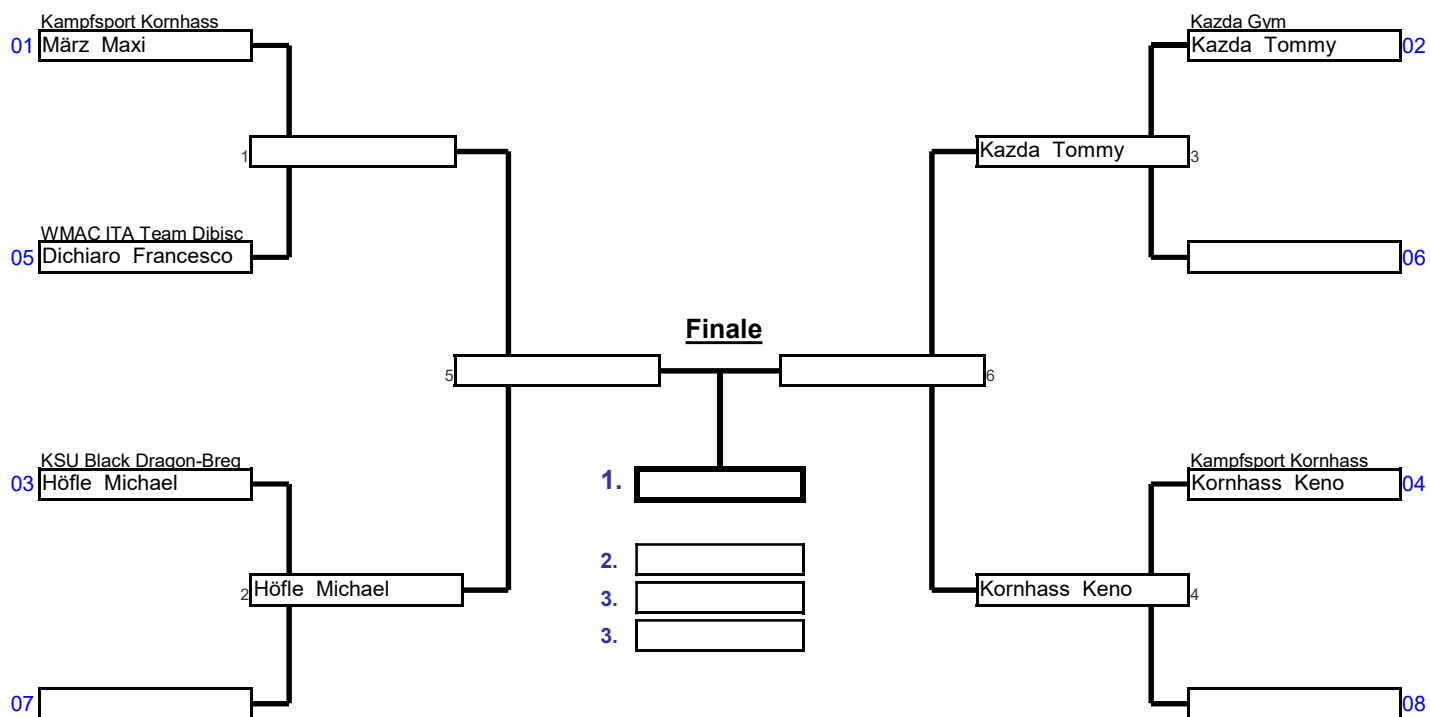 Kampfsport Kornhass
01 März Maxi
Kazda Gym
Kazda Tommy 02
1
Kazda Tommy 3
WMAC ITA Team Dibisc
05 Dichiaro Francesco
06
Finale
5
6
KSU Black Dragon-Breg
03 Höfle Michael
1.
Kampfsport Kornhass
Kornhass Keno 04
2.
2 Höfle Michael
3.
Kornhass Keno 4
3.
07
08